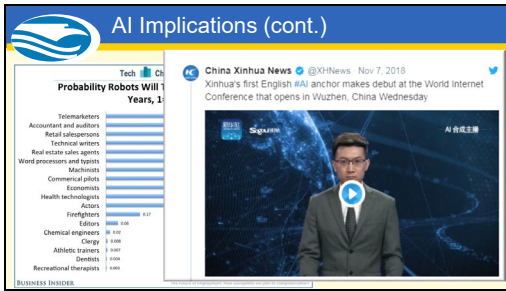 AI Implications (cont.)
Tech Ch
Probability Robots Will T
Years, 1=
Telemarketers
Accountant and auditors
Retail salespersons
Technical writers
Real estate sales agents
Word processors and typists
Machinists
Commerical pilots
Economists
Health technologists
Actors
Firefighters 0.17
Editors 0.06
Chemical engineers 0.02
Clergy 0.008
Athletic trainers 0.007
Dentists 0.004
Recreational therapists 0.003
BUSINESS INSIDER
China Xinhua News @XHNews · Nov 7, 2018
Xinhua's first English #AI anchor makes debut at the World Internet
Conference that opens in Wuzhen, China Wednesday
AI 合成主播